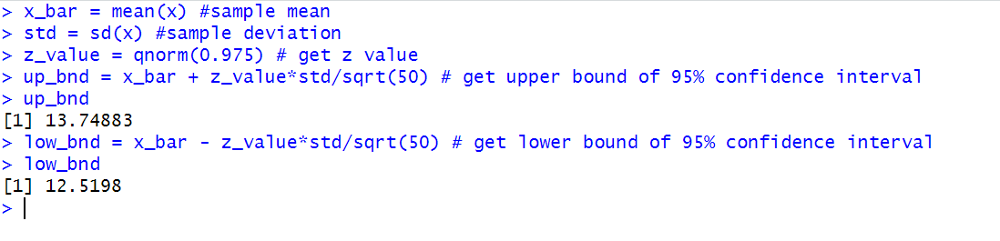 > x_bar = mean(x) #sample mean
> std = sd(x) #sample deviation
> z_value = qnorm(0.975) # get z value
> up_bnd = x_bar + z_value*std/sqrt(50) # get upper bound of 95% confidence interval
> up_bnd
[1] 13.74883
> low_bnd = x_bar - z_value*std/sqrt(50) # get lower bound of 95% confidence interval
> low_bnd
[1] 12.5198
>